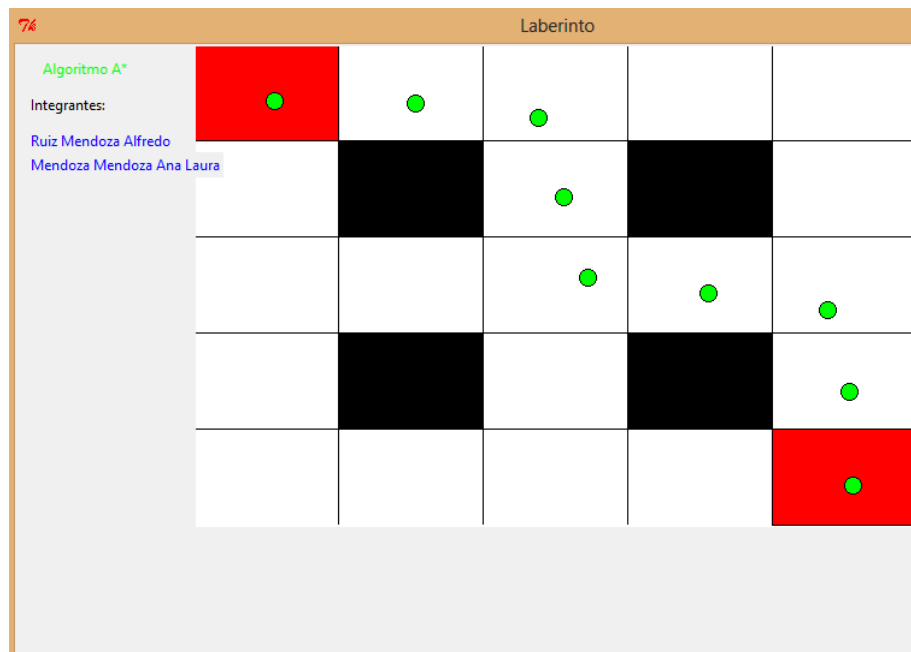 Laberinto
Algoritmo A*
Integrantes:
Ruiz Mendoza Alfredo
Mendoza Mendoza Ana Laura